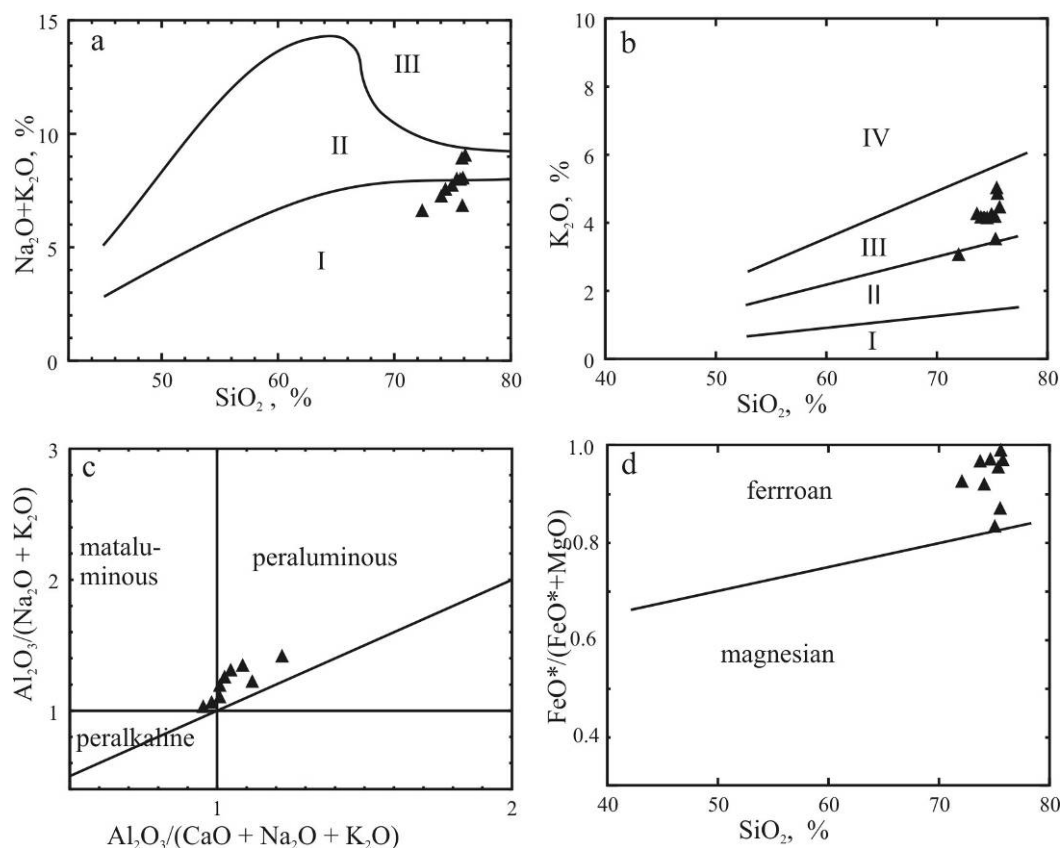 a
15
10
5
0
Na₂O+K₂O, %
III
II
I
50
60
70
80
SiO₂ , %
b
10
8
6
4
2
0
K₂O, %
IV
III
II
I
40
50
60
70
80
SiO₂, %
c
3
2
1
Al₂O₃/(Na₂O + K₂O)
matalu-
minous
peraluminous
peralkaline
1
2
Al₂O₃/(CaO + Na₂O + K₂O)
d
1.0
0.8
0.6
0.4
FeO*/(FeO*+MgO)
ferrroan
magnesian
40
50
60
70
80
SiO₂, %